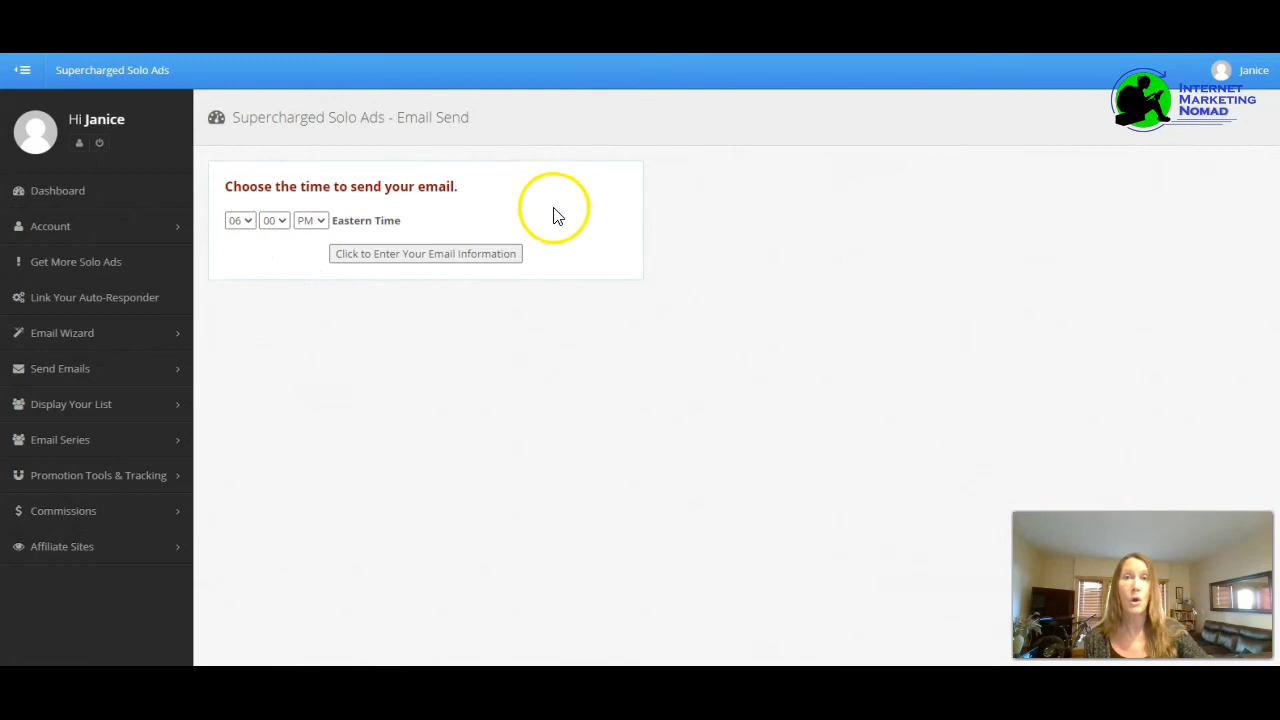 Supercharged Solo Ads
Janice
INTERNET
MARKETING
NOMAD
Hi Janice
Supercharged Solo Ads - Email Send
Choose the time to send your email.
06 00 PM Eastern Time
Click to Enter Your Email Information
Dashboard
Account
Get More Solo Ads
Link Your Auto-Responder
Email Wizard
Send Emails
Display Your List
Email Series
Promotion Tools & Tracking
Commissions
Affiliate Sites